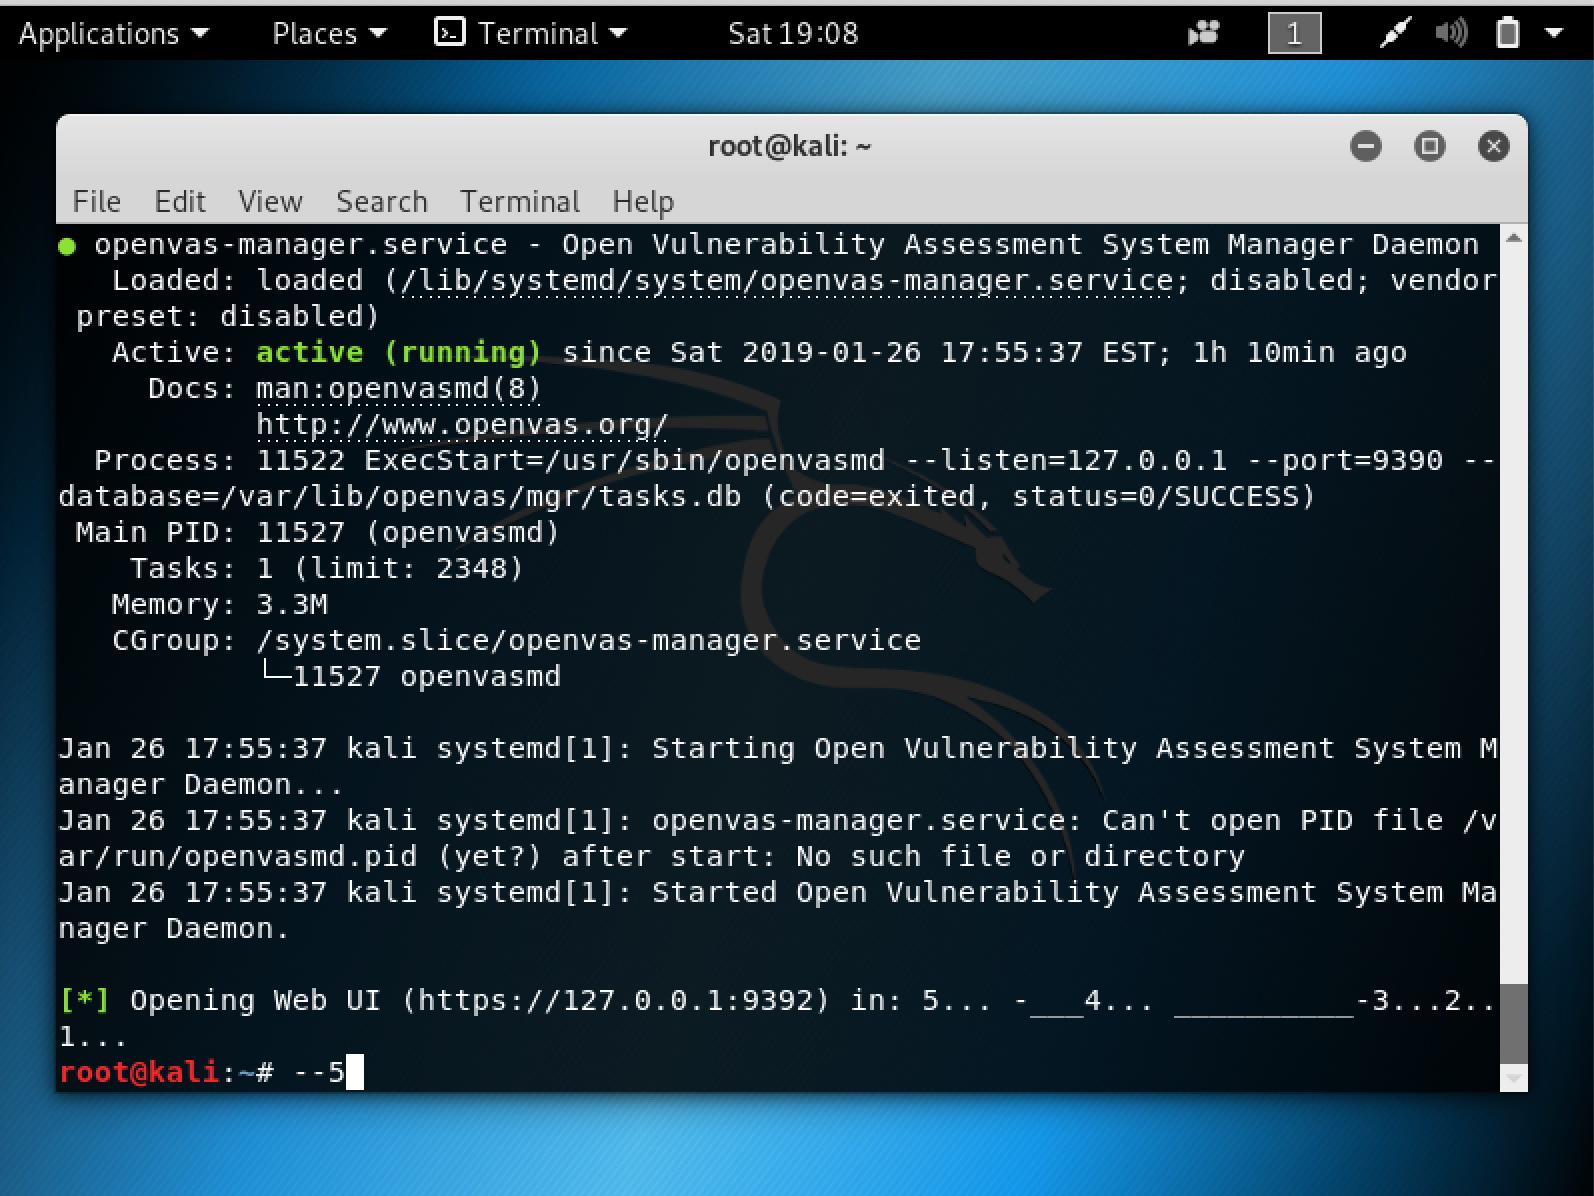 Applications Places Terminal Sat 19:08 1
root@kali: ~
File Edit View Search Terminal Help
● openvas-manager.service - Open Vulnerability Assessment System Manager Daemon
   Loaded: loaded (/lib/systemd/system/openvas-manager.service; disabled; vendor
 preset: disabled)
   Active: active (running) since Sat 2019-01-26 17:55:37 EST; 1h 10min ago
     Docs: man:openvasmd(8)
           http://www.openvas.org/
  Process: 11522 ExecStart=/usr/sbin/openvasmd --listen=127.0.0.1 --port=9390 --
database=/var/lib/openvas/mgr/tasks.db (code=exited, status=0/SUCCESS)
 Main PID: 11527 (openvasmd)
    Tasks: 1 (limit: 2348)
   Memory: 3.3M
   CGroup: /system.slice/openvas-manager.service
           └─11527 openvasmd
Jan 26 17:55:37 kali systemd[1]: Starting Open Vulnerability Assessment System M
anager Daemon...
Jan 26 17:55:37 kali systemd[1]: openvas-manager.service: Can't open PID file /v
ar/run/openvasmd.pid (yet?) after start: No such file or directory
Jan 26 17:55:37 kali systemd[1]: Started Open Vulnerability Assessment System Ma
nager Daemon.
[*] Opening Web UI (https://127.0.0.1:9392) in: 5... -___4... __________-3...2..
1...
root@kali:~# --5